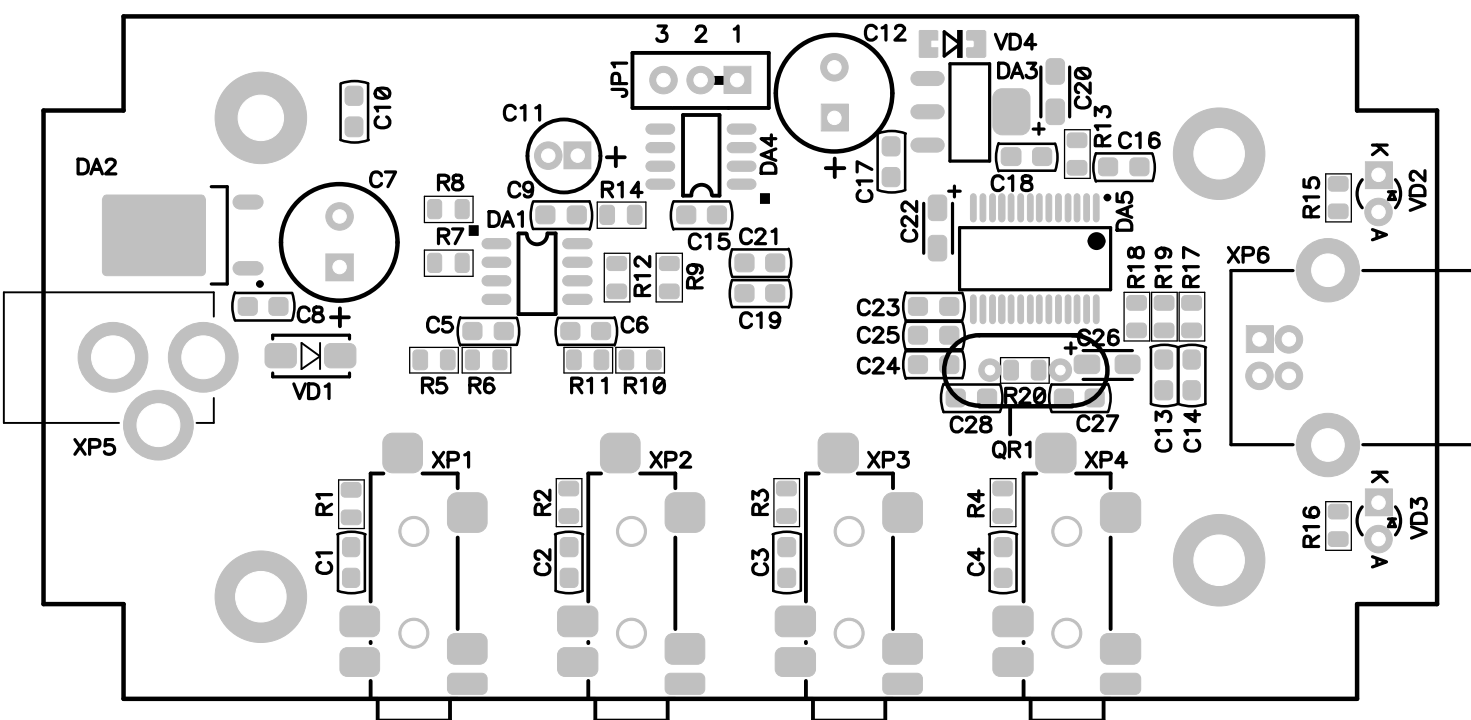 3 2 1
JP1
C12
VD4
DA3
C20
C10
C11
+
DA4
+
C17
+
R13
C16
C18
DA2
C7
R8
C9
R14
DA1
R7
C15
C21
C19
R12
R9
C22
+
DA5
R15
K
VD2
A
XP6
R18
R19
R17
C8
+
C5
C6
C23
C25
C24
+
C26
VD1
R5
R6
R11
R10
R20
C28
C27
C13
C14
QR1
XP5
XP1
XP2
XP3
XP4
R1
R2
R3
R4
K
R16
VD3
A
C1
C2
C3
C4